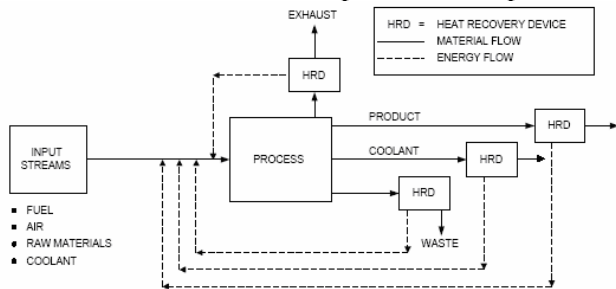 EXHAUST
HRD = HEAT RECOVERY DEVICE
MATERIAL FLOW
ENERGY FLOW
HRD
PRODUCT
HRD
INPUT
STREAMS
PROCESS
COOLANT
HRD
HRD
WASTE
FUEL
AIR
RAW MATERIALS
COOLANT